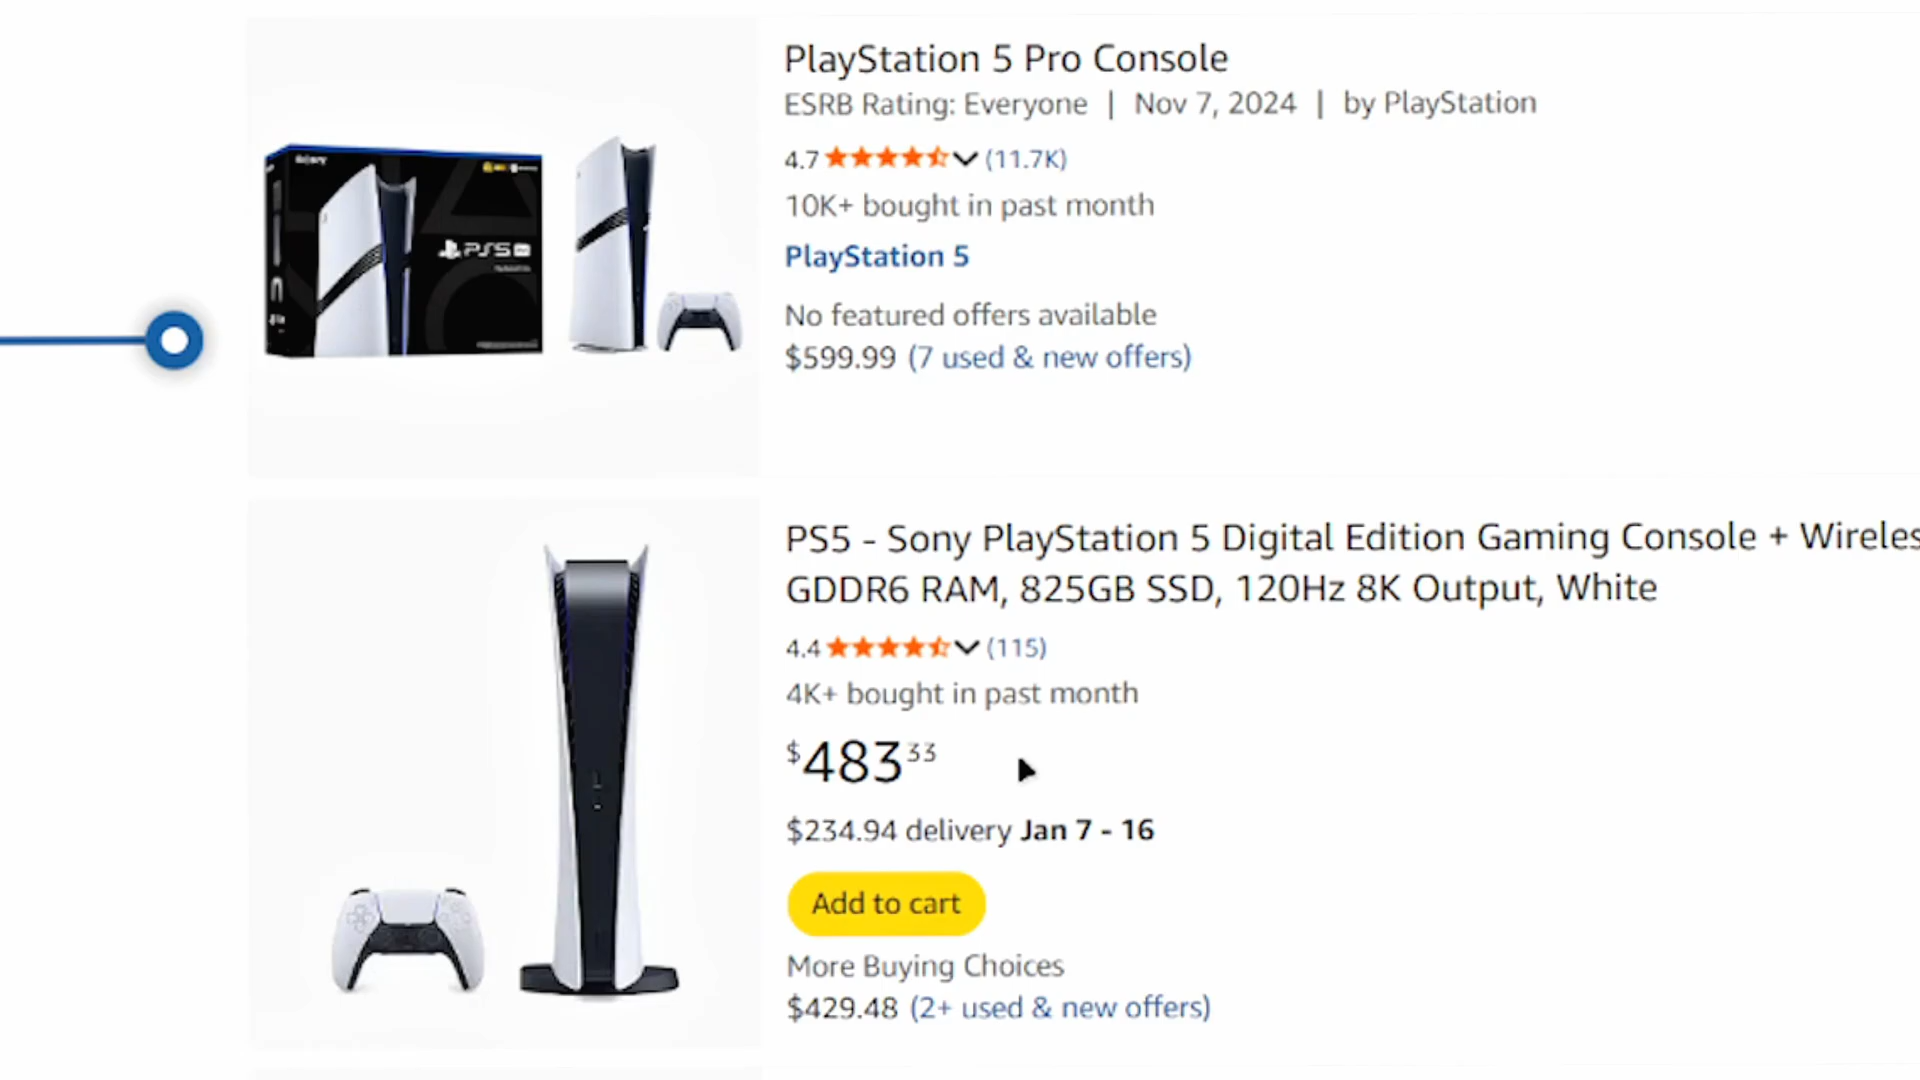 PlayStation 5 Pro Console
ESRB Rating: Everyone | Nov 7, 2024 | by PlayStation
4.7 (11.7K)
10K+ bought in past month
PlayStation 5
No featured offers available
$599.99 (7 used & new offers)
SONY
PS5
PS5 - Sony PlayStation 5 Digital Edition Gaming Console + Wireles
GDDR6 RAM, 825GB SSD, 120Hz 8K Output, White
4.4 (115)
4K+ bought in past month
$483 33
$234.94 delivery Jan 7 - 16
Add to cart
More Buying Choices
$429.48 (2+ used & new offers)